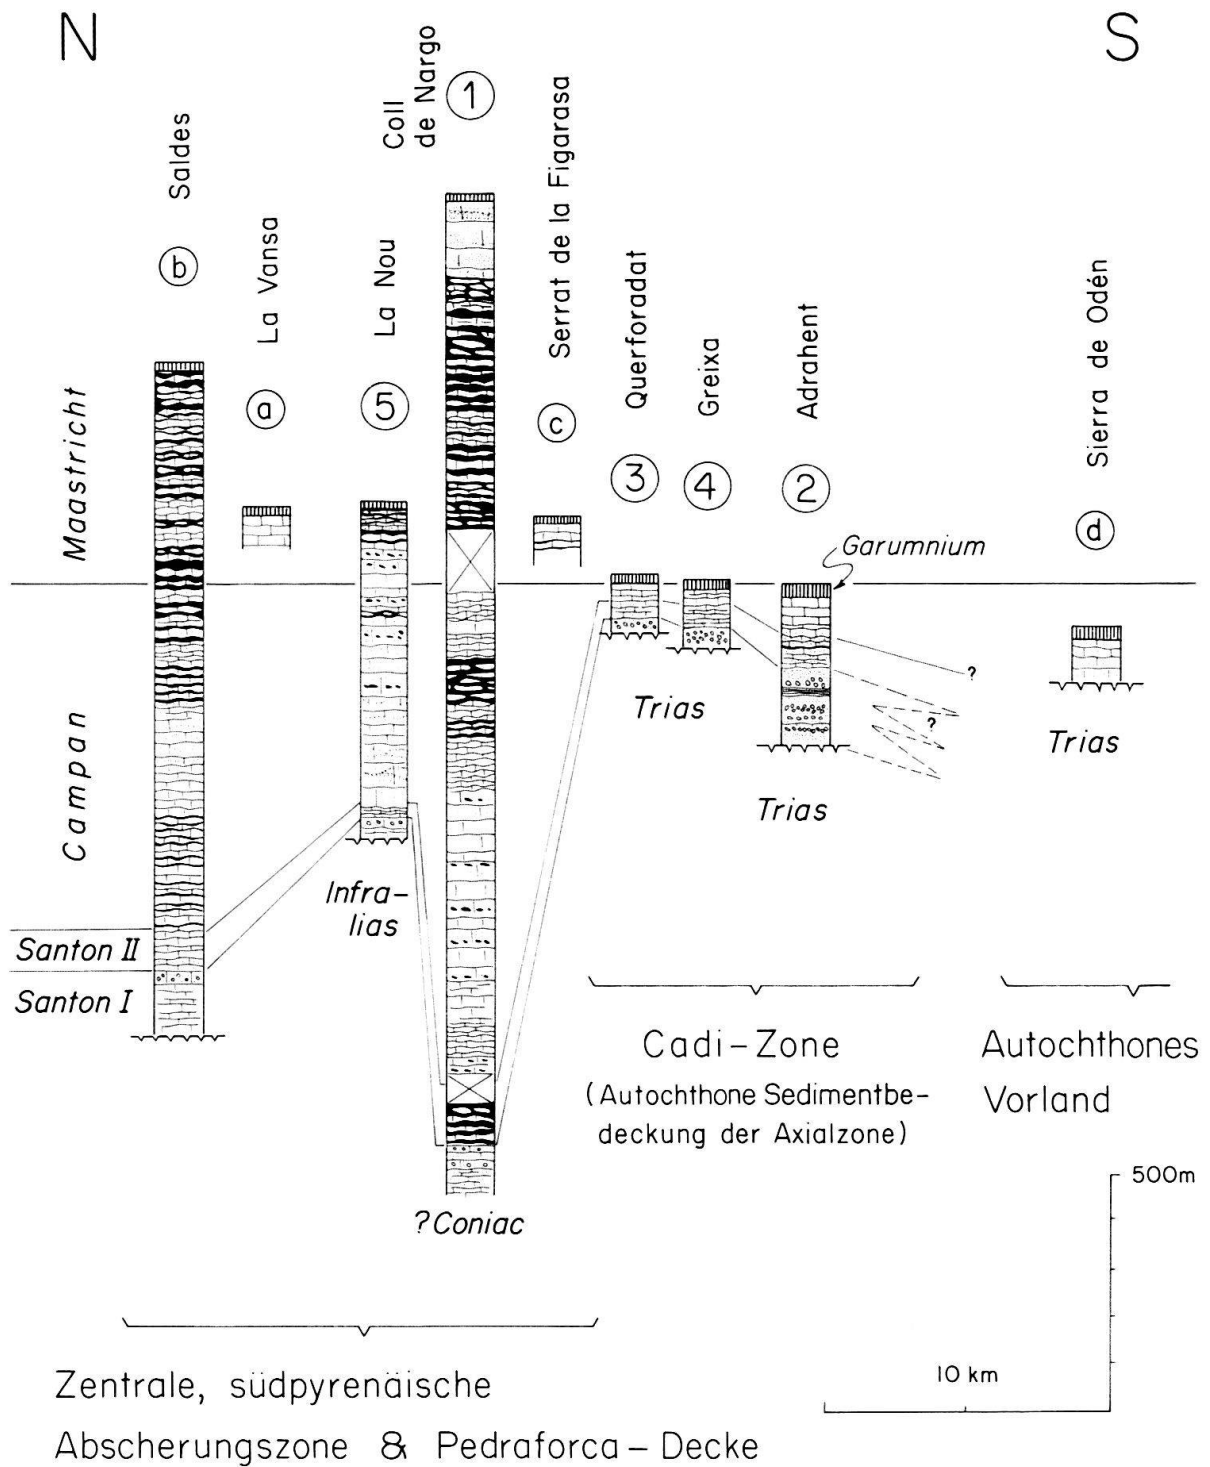 N
S
Saldes
b
La Vansa
a
La Nou
5
Coll
de Nargo
1
Serrat de la Figarasa
c
Querforadat
3
Greixa
4
Adrahent
2
Sierra de Odén
d
Garumnium
Maastricht
Campan
Santon II
Santon I
Infra-
lias
?Coniac
Trias
Trias
Trias
?
?
Cadi-Zone
(Autochthone Sedimentbe-
deckung der Axialzone)
Autochthones
Vorland
500m
10 km
Zentrale, südpyrenäische
Abscherungszone & Pedraforca-Decke